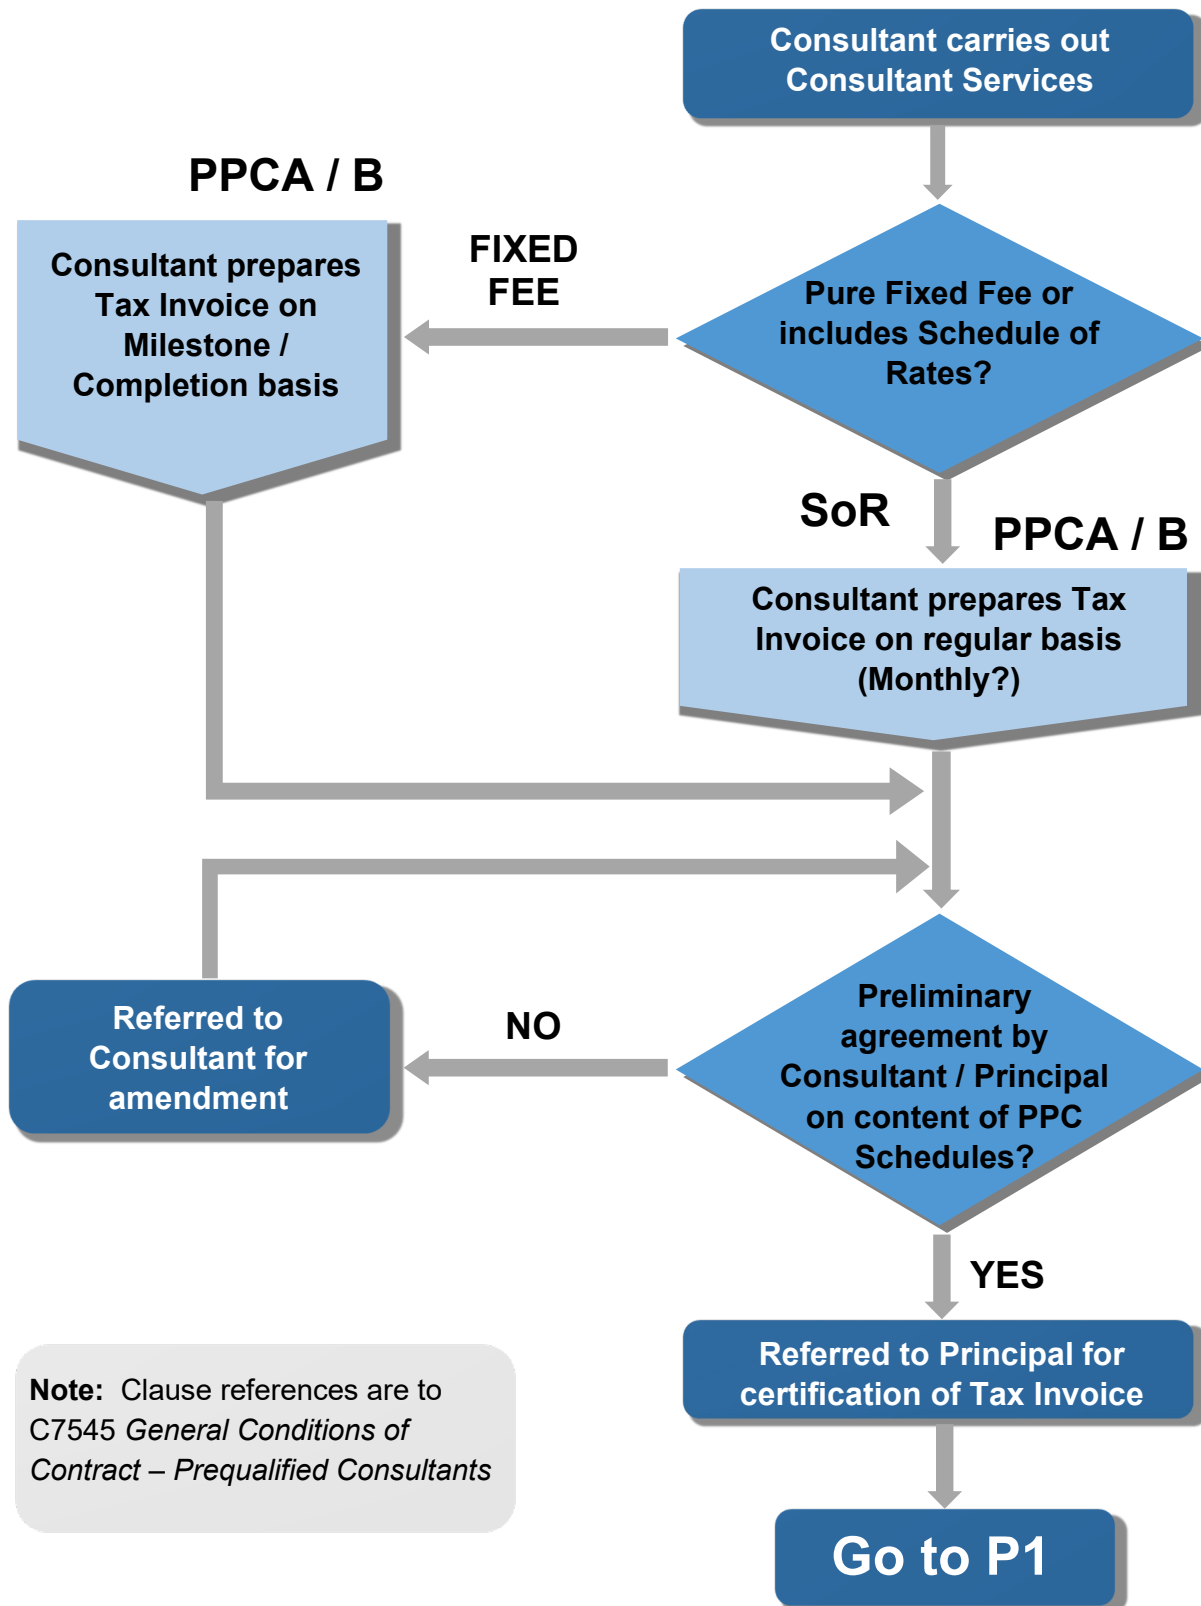 Consultant carries out
Consultant Services
PPCA / B
Consultant prepares
Tax Invoice on
Milestone /
Completion basis
FIXED
FEE
Pure Fixed Fee or
includes Schedule of
Rates?
SoR
PPCA / B
Consultant prepares Tax
Invoice on regular basis
(Monthly?)
Referred to
Consultant for
amendment
NO
Preliminary
agreement by
Consultant / Principal
on content of PPC
Schedules?
YES
Referred to Principal for
certification of Tax Invoice
Note: Clause references are to
C7545 General Conditions of
Contract – Prequalified Consultants
Go to P1